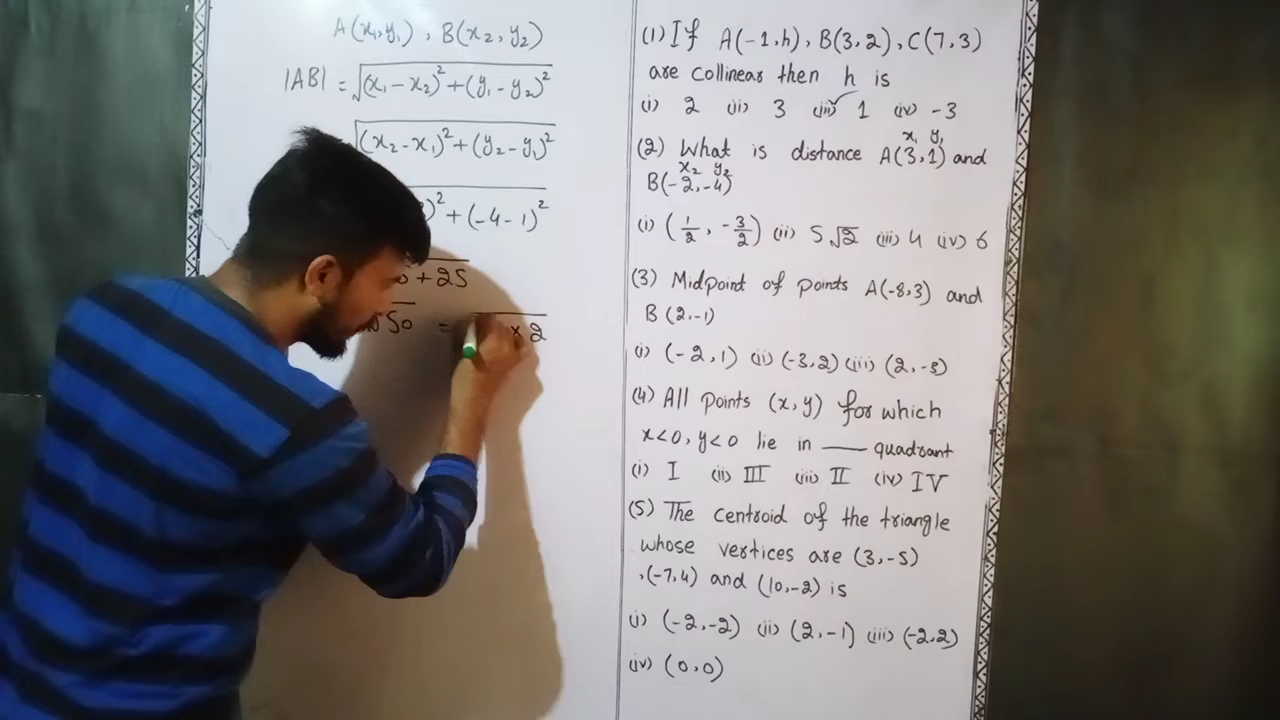 A(x₁,y₁) , B(x₂, y₂)
|AB| = √(x₁ - x₂)² + (y₁ - y₂)²
√(x₂ - x₁)² + (y₂ - y₁)²
)² + (-4 - 1)²
+ 25
√50 = × 2
(1) If A(-1,h), B(3,2), C(7,3)
are collinear then h is
(i) 2 (ii) 3 (iii) ✓ 1 (iv) -3
x₁ y₁
(2) What is distance A(3,1) and
x₂ y₂
B(-2,-4)
(i) (1/2, -3/2) (ii) 5√2 (iii) 4 (iv) 6
(3) Midpoint of points A(-8,3) and
B (2,-1)
(i) (-2,1) (ii) (-3,2) (iii) (2,-3)
(4) All points (x,y) for which
x<0, y<0 lie in ___ quadrant
(i) I (ii) III (iii) II (iv) IV
(5) The centroid of the triangle
whose vertices are (3,-5)
,(-7,4) and (10,-2) is
(i) (-2,-2) (ii) (2,-1) (iii) (-2,2)
(iv) (0,0)